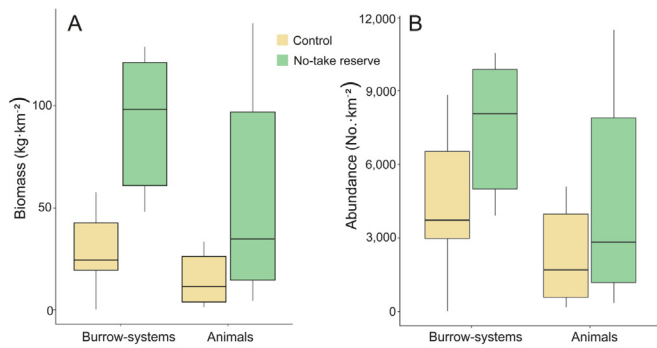 A
Control
No-take reserve
Biomass (kg·km⁻²)
100
50
0
Burrow-systems
Animals
B
Abundance (No.·km⁻²)
12,000
9,000
6,000
3,000
0
Burrow-systems
Animals